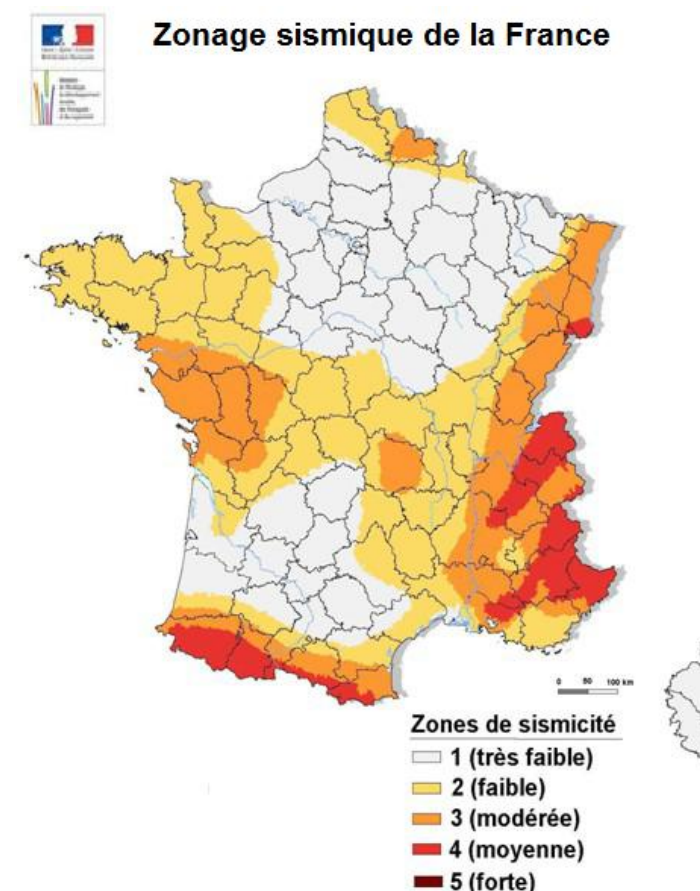 Zonage sismique de la France
0 50 100 km
Zones de sismicité
1 (très faible)
2 (faible)
3 (modérée)
4 (moyenne)
5 (forte)